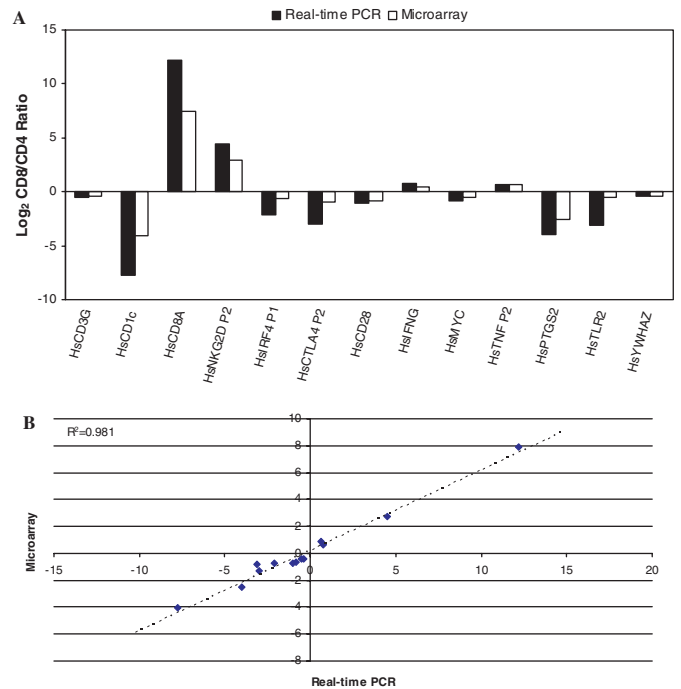 A
■ Real-time PCR □ Microarray
Log₂ CD8/CD4 Ratio
15
10
5
0
-5
-10
HsCD3G
HsCD1c
HsCD8A
HsNKG2D P2
HsIRF4 P1
HsCTLA4 P2
HsCD28
HsIFNG
HsMYC
HsTNF P2
HsPTGS2
HsTLR2
HsYWHAZ
B
R²=0.981
Microarray
10
8
6
4
2
0
-2
-4
-6
-8
-15 -10 -5 0 5 10 15 20
Real-time PCR